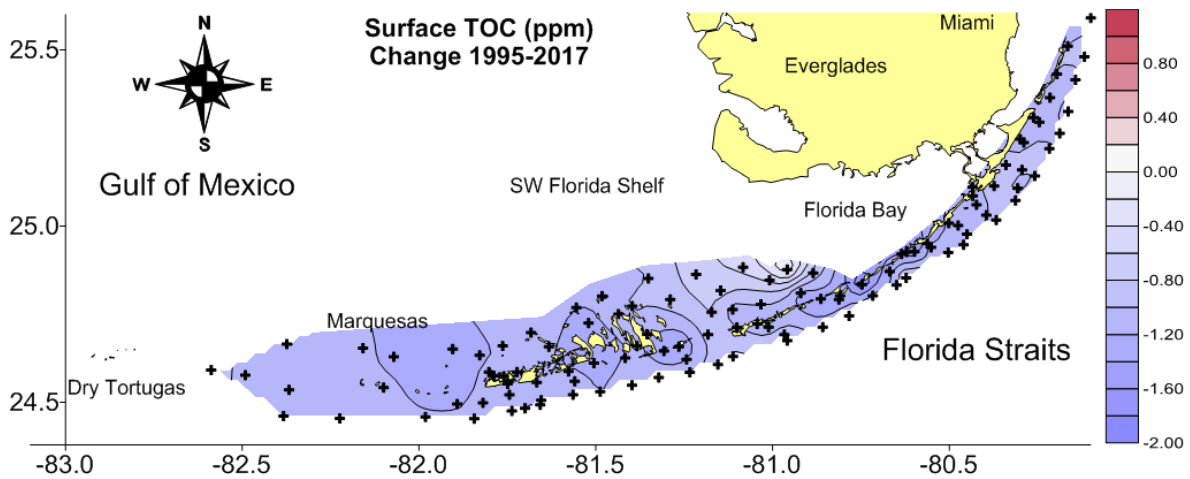 Surface TOC (ppm)
Change 1995-2017
N
W
E
S
Miami
Everglades
Gulf of Mexico
SW Florida Shelf
Florida Bay
Marquesas
Dry Tortugas
Florida Straits
25.5
25.0
24.5
-83.0
-82.5
-82.0
-81.5
-81.0
-80.5
0.80
0.40
0.00
-0.40
-0.80
-1.20
-1.60
-2.00